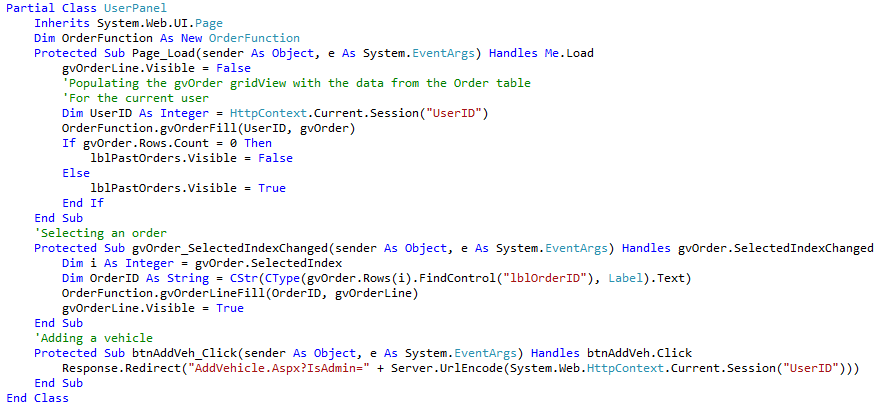 Partial Class UserPanel
    Inherits System.Web.UI.Page
    Dim OrderFunction As New OrderFunction
    Protected Sub Page_Load(sender As Object, e As System.EventArgs) Handles Me.Load
        gvOrderLine.Visible = False
        'Populating the gvOrder gridView with the data from the Order table
        'For the current user
        Dim UserID As Integer = HttpContext.Current.Session("UserID")
        OrderFunction.gvOrderFill(UserID, gvOrder)
        If gvOrder.Rows.Count = 0 Then
            lblPastOrders.Visible = False
        Else
            lblPastOrders.Visible = True
        End If
    End Sub
    'Selecting an order
    Protected Sub gvOrder_SelectedIndexChanged(sender As Object, e As System.EventArgs) Handles gvOrder.SelectedIndexChanged
        Dim i As Integer = gvOrder.SelectedIndex
        Dim OrderID As String = CStr(CType(gvOrder.Rows(i).FindControl("lblOrderID"), Label).Text)
        OrderFunction.gvOrderLineFill(OrderID, gvOrderLine)
        gvOrderLine.Visible = True
    End Sub
    'Adding a vehicle
    Protected Sub btnAddVeh_Click(sender As Object, e As System.EventArgs) Handles btnAddVeh.Click
        Response.Redirect("AddVehicle.Aspx?IsAdmin=" + Server.UrlEncode(System.Web.HttpContext.Current.Session("UserID")))
    End Sub
End Class